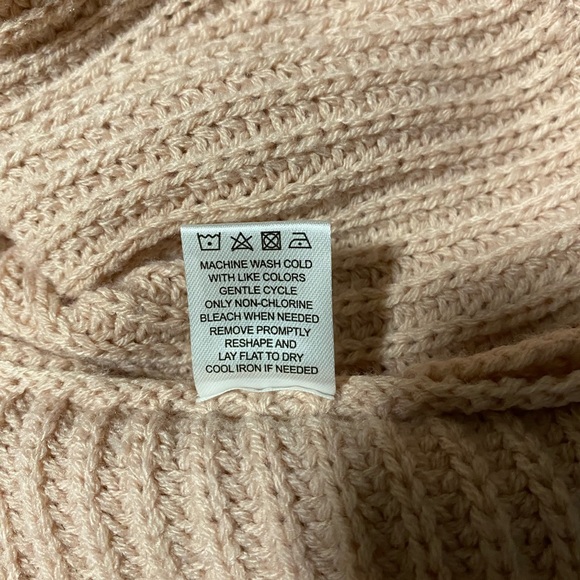 MACHINE WASH COLD
WITH LIKE COLORS
GENTLE CYCLE
ONLY NON-CHLORINE
BLEACH WHEN NEEDED
REMOVE PROMPTLY
RESHAPE AND
LAY FLAT TO DRY
COOL IRON IF NEEDED